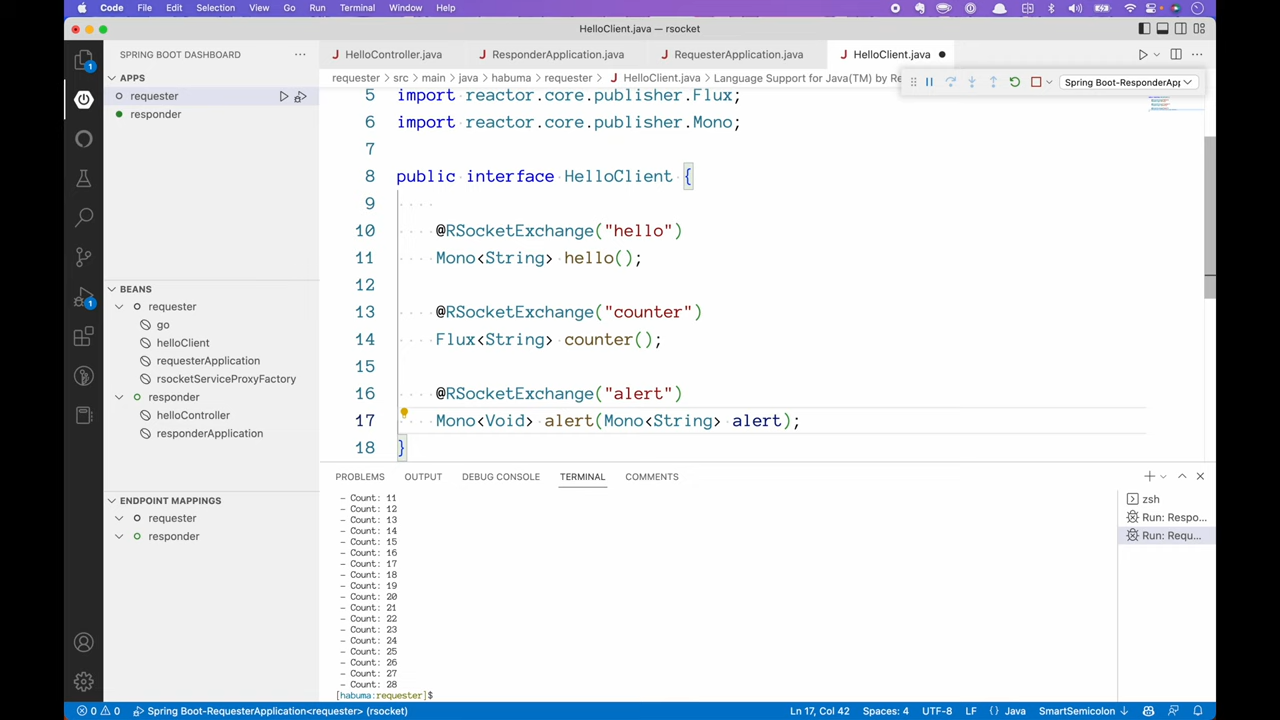 Code File Edit Selection View Go Run Terminal Window Help
HelloClient.java — rsocket
SPRING BOOT DASHBOARD
HelloController.java
ResponderApplication.java
RequesterApplication.java
HelloClient.java
requester > src > main > java > habuma > requester > HelloClient.java > Language Support for Java(TM) by Re
Spring Boot-ResponderApp
APPS
requester
responder
BEANS
requester
go
helloClient
requesterApplication
rsocketServiceProxyFactory
responder
helloController
responderApplication
ENDPOINT MAPPINGS
requester
responder
5 import reactor.core.publisher.Flux;
6 import reactor.core.publisher.Mono;
7
8 public interface HelloClient {
9
10 @RSocketExchange("hello")
11 Mono<String> hello();
12
13 @RSocketExchange("counter")
14 Flux<String> counter();
15
16 @RSocketExchange("alert")
17 Mono<Void> alert(Mono<String> alert);
18 }
PROBLEMS OUTPUT DEBUG CONSOLE TERMINAL COMMENTS
- Count: 11
- Count: 12
- Count: 13
- Count: 14
- Count: 15
- Count: 16
- Count: 17
- Count: 18
- Count: 19
- Count: 20
- Count: 21
- Count: 22
- Count: 23
- Count: 24
- Count: 25
- Count: 26
- Count: 27
- Count: 28
[habuma:requester]$
zsh
Run: Respo...
Run: Requ...
1
1
0 0 Spring Boot-RequesterApplication<requester> (rsocket) Ln 17, Col 42 Spaces: 4 UTF-8 LF {} Java SmartSemicolon